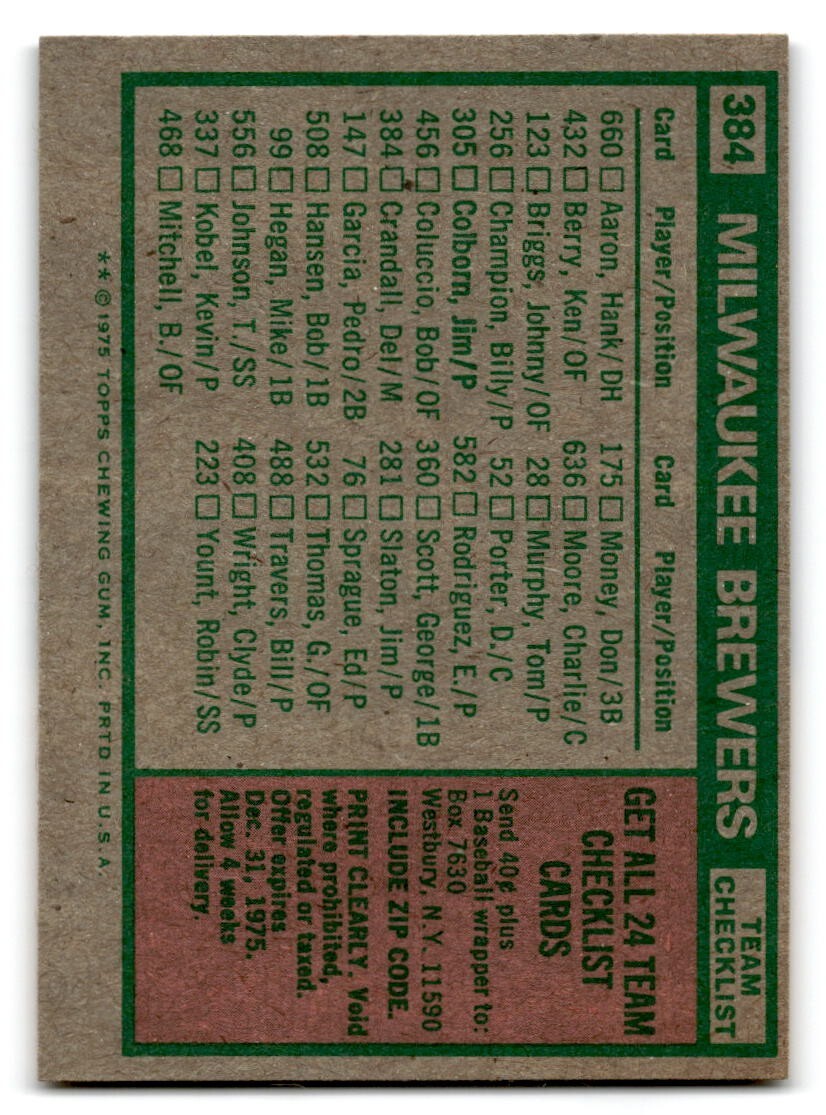 384 MILWAUKEE BREWERS TEAM CHECKLIST
Card Player/Position Card Player/Position
660 □ Aaron, Hank/DH 175 □ Money, Don/3B
432 □ Berry, Ken/OF 636 □ Moore, Charlie/C
123 □ Briggs, Johnny/OF 28 □ Murphy, Tom/P
256 □ Champion, Billy/P 52 □ Porter, D./C
305 □ Colborn, Jim/P 582 □ Rodriguez, E./P
456 □ Coluccio, Bob/OF 360 □ Scott, George/1B
384 □ Crandall, Del/M 281 □ Slaton, Jim/P
147 □ Garcia, Pedro/2B 76 □ Sprague, Ed/P
508 □ Hansen, Bob/1B 532 □ Thomas, G./OF
99 □ Hegan, Mike/1B 488 □ Travers, Bill/P
556 □ Johnson, T./SS 408 □ Wright, Clyde/P
337 □ Kobel, Kevin/P 223 □ Yount, Robin/SS
468 □ Mitchell, B./OF
GET ALL 24 TEAM
CHECKLIST
CARDS
Send 40¢ plus
1 Baseball wrapper to:
Box 7630
Westbury, N.Y. 11590
INCLUDE ZIP CODE.
PRINT CLEARLY. Void
where prohibited,
regulated or taxed.
Offer expires
Dec. 31, 1975.
Allow 4 weeks
for delivery.
** © 1975 TOPPS CHEWING GUM, INC. PRTD IN U.S.A.